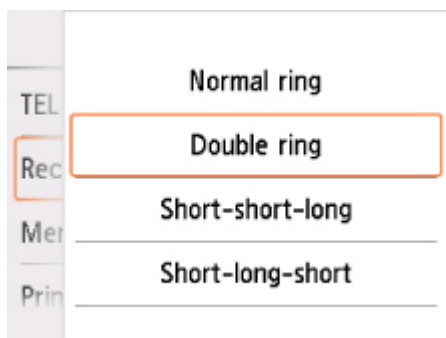 TEL
Rec
Mer
Prin
Normal ring
Double ring
Short-short-long
Short-long-short